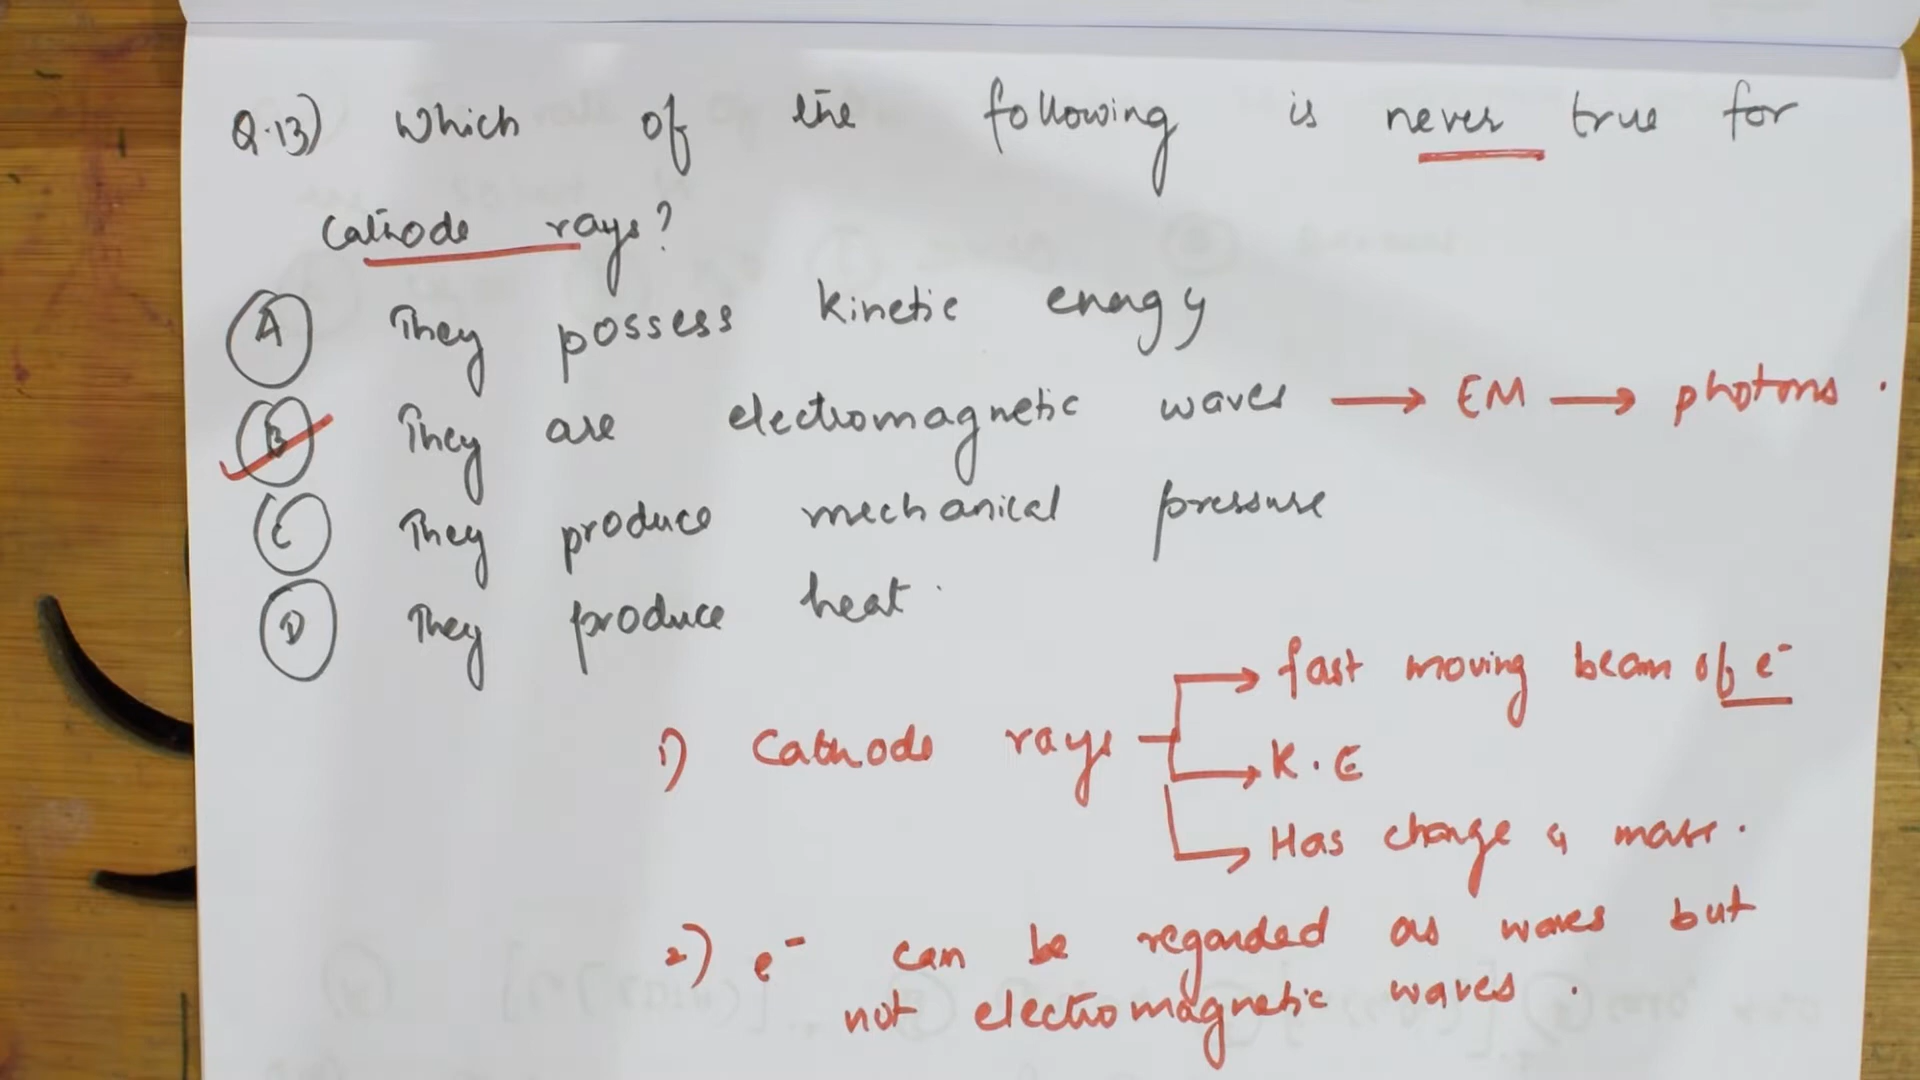 Q.13) Which of the following is never true for
Cathode rays?
A They possess kinetic energy
B They are electromagnetic waves → EM → photons.
C They produce mechanical pressure
D They produce heat.
1) Cathode rays → fast moving beam of e⁻
→ K.E
→ Has charge & mass.
2) e⁻ can be regarded as waves but
not electromagnetic waves.